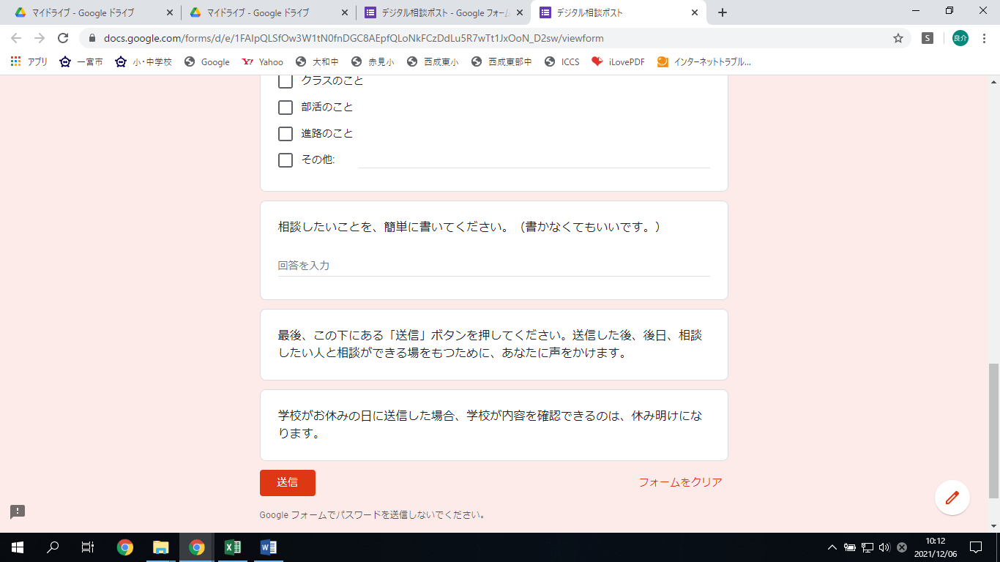 マイドライブ - Google ドライブ
マイドライブ - Google ドライブ
デジタル相談ポスト - Google フォーム
デジタル相談ポスト
docs.google.com/forms/d/e/1FAIpQLSfOw3W1tN0fnDGC8AEpfQLoNkFCzDdLu5R7wTt1JxOoN_D2sw/viewform
S
良介
アプリ 一宮市 小・中学校 Google Yahoo 大和中 赤見小 西成東小 西成東部中 ICCS iLovePDF インターネットトラブル...
クラスのこと
部活のこと
進路のこと
その他:
相談したいことを、簡単に書いてください。（書かなくてもいいです。）
回答を入力
最後、この下にある「送信」ボタンを押してください。送信した後、後日、相談
したい人と相談ができる場をもつために、あなたに声をかけます。
学校がお休みの日に送信した場合、学校が内容を確認できるのは、休み明けにな
ります。
送信
フォームをクリア
Google フォームでパスワードを送信しないでください。
10:12
2021/12/06